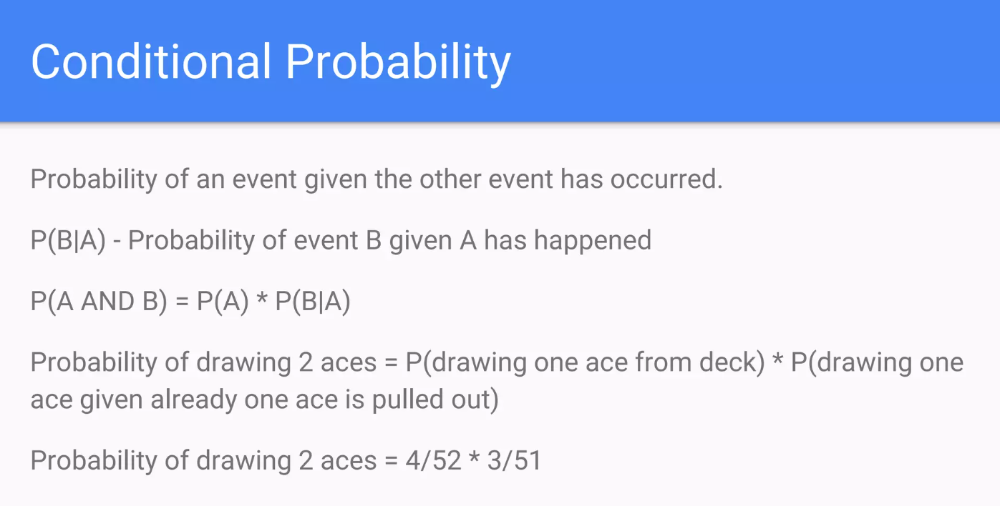 Conditional Probability
Probability of an event given the other event has occurred.
P(B|A) - Probability of event B given A has happened
P(A AND B) = P(A) * P(B|A)
Probability of drawing 2 aces = P(drawing one ace from deck) * P(drawing one
ace given already one ace is pulled out)
Probability of drawing 2 aces = 4/52 * 3/51